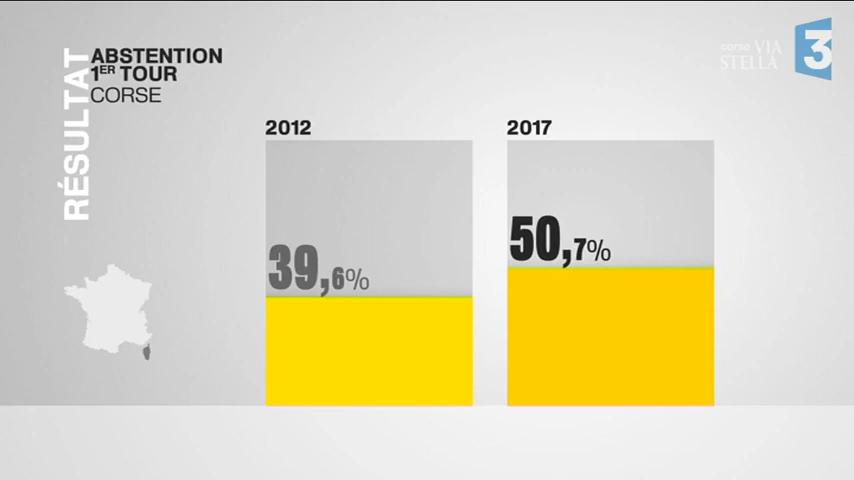 RÉSULTAT
ABSTENTION
1ER TOUR
CORSE
corse VIA
STELLA
3
2012
2017
39,6%
50,7%